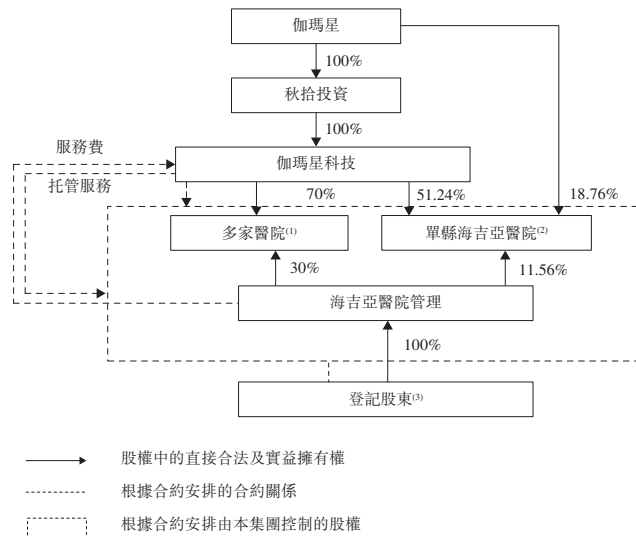 伽瑪星
100%
秋拾投資
100%
服務費
伽瑪星科技
托管服務
70%
51.24%
18.76%
多家醫院(1)
單縣海吉亞醫院(2)
30%
11.56%
海吉亞醫院管理
100%
登記股東(3)
股權中的直接合法及實益擁有權
根據合約安排的合約關係
根據合約安排由本集團控制的股權